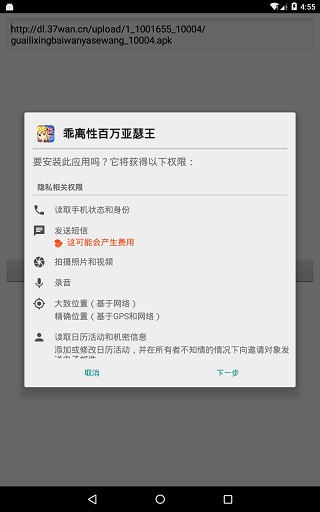 4:55
http://dl.37wan.cn/upload/1_1001655_10004/
guailixingbaiwanyasewang_10004.apk
乖离性百万亚瑟王
要安装此应用吗？它将获得以下权限：
隐私相关权限
读取手机状态和身份
发送短信
这可能会产生费用
拍摄照片和视频
录音
大致位置（基于网络）
精确位置（基于GPS和网络）
读取日历活动和机密信息
添加或修改日历活动，并在所有者不知情的情况下向邀请对象发
取消
下一步